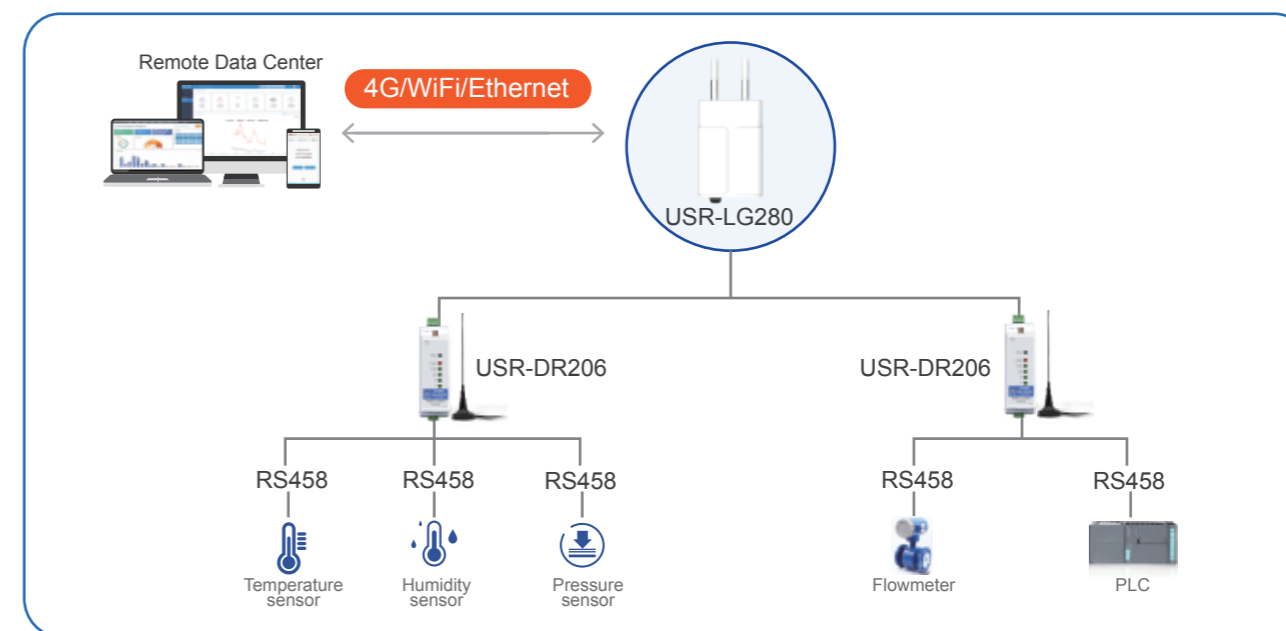 Remote Data Center
4G/WiFi/Ethernet
USR-LG280
USR-DR206
USR-DR206
RS458
RS458
RS458
RS458
RS458
Temperature
sensor
Humidity
sensor
Pressure
sensor
Flowmeter
PLC